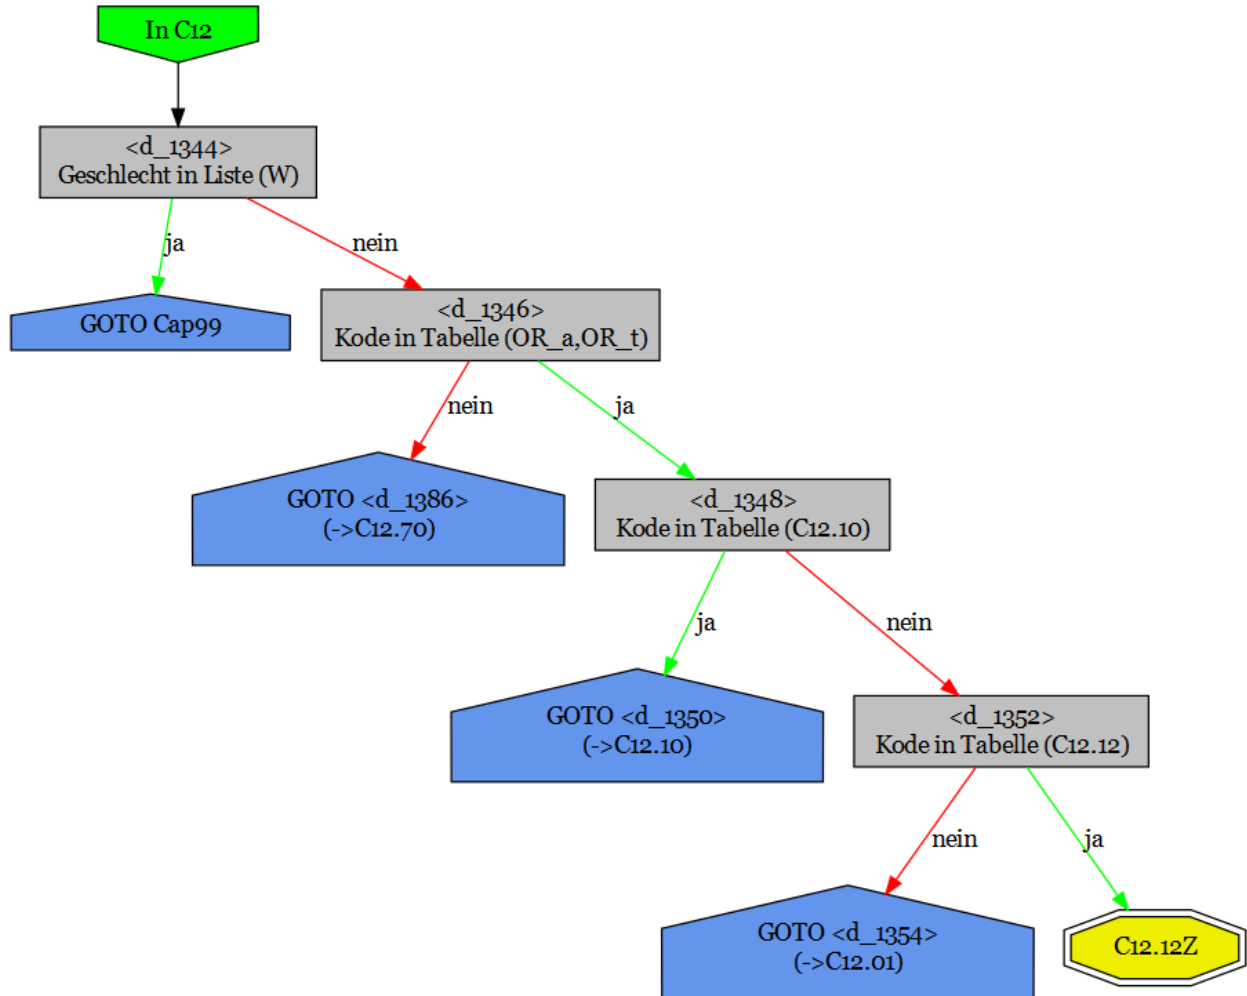 In C12
<d_1344>
Geschlecht in Liste (W)
ja
nein
GOTO Cap99
<d_1346>
Kode in Tabelle (OR_a,OR_t)
nein
ja
GOTO <d_1386>
(->C12.70)
<d_1348>
Kode in Tabelle (C12.10)
ja
nein
GOTO <d_1350>
(->C12.10)
<d_1352>
Kode in Tabelle (C12.12)
nein
ja
GOTO <d_1354>
(->C12.01)
C12.12Z